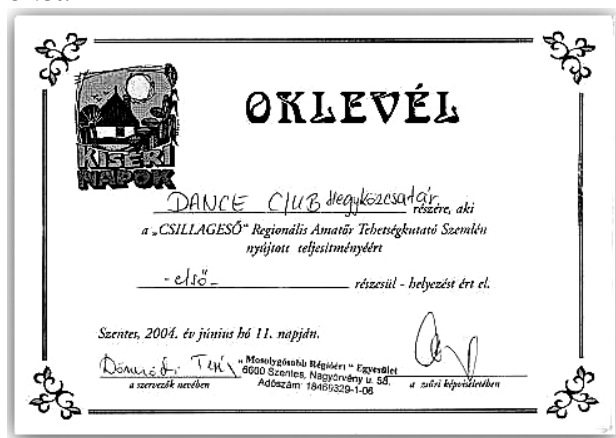 KISÉRI
NAPOK
OKLEVÉL
DANCE CLUB Hegyközcsatár részére, aki
a „CSILLAGESŐ” Regionális Amatőr Tehetségkutató Szemlén
nyújtott teljesítményéért
- első - részesül - helyezést ért el.
Szentes, 2004. év június hó 11. napján.
„Mosolygósabb Régióért” Egyesület
6600 Szentes, Nagyörvény u. 55.
Adószám: 18469329-1-06
a szervezők nevében
a zsűri képviseletében